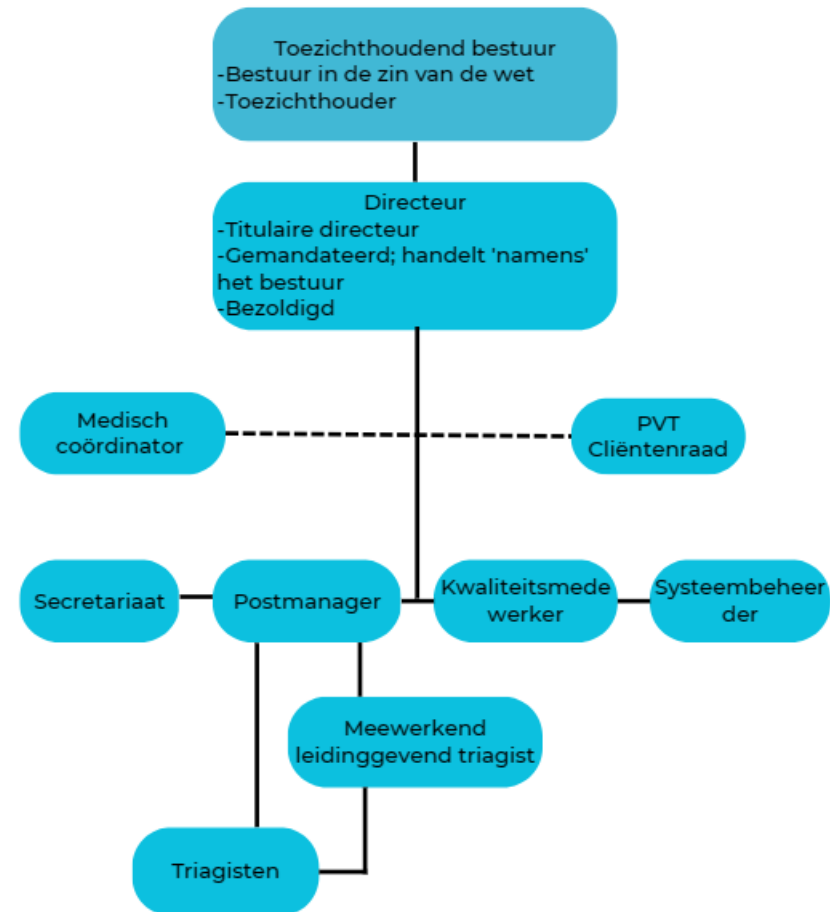 Toezichthoudend bestuur
-Bestuur in de zin van de wet
-Toezichthouder
Directeur
-Titulaire directeur
-Gemandateerd; handelt 'namens'
het bestuur
-Bezoldigd
Medisch
coördinator
PVT
Cliëntenraad
Secretariaat
Postmanager
Kwaliteitsmede
werker
Systeembeheer
der
Meewerkend
leidinggevend triagist
Triagisten